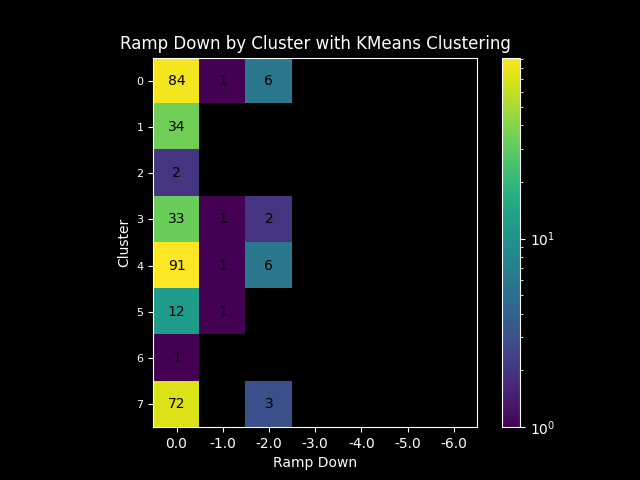 Ramp Down by Cluster with KMeans Clustering
0 84 1 6
1 34
2 2
3 33 1 2
4 91 1 6
5 12 1
6 1
7 72 3
0.0 -1.0 -2.0 -3.0 -4.0 -5.0 -6.0
Ramp Down
Cluster
10¹
10⁰